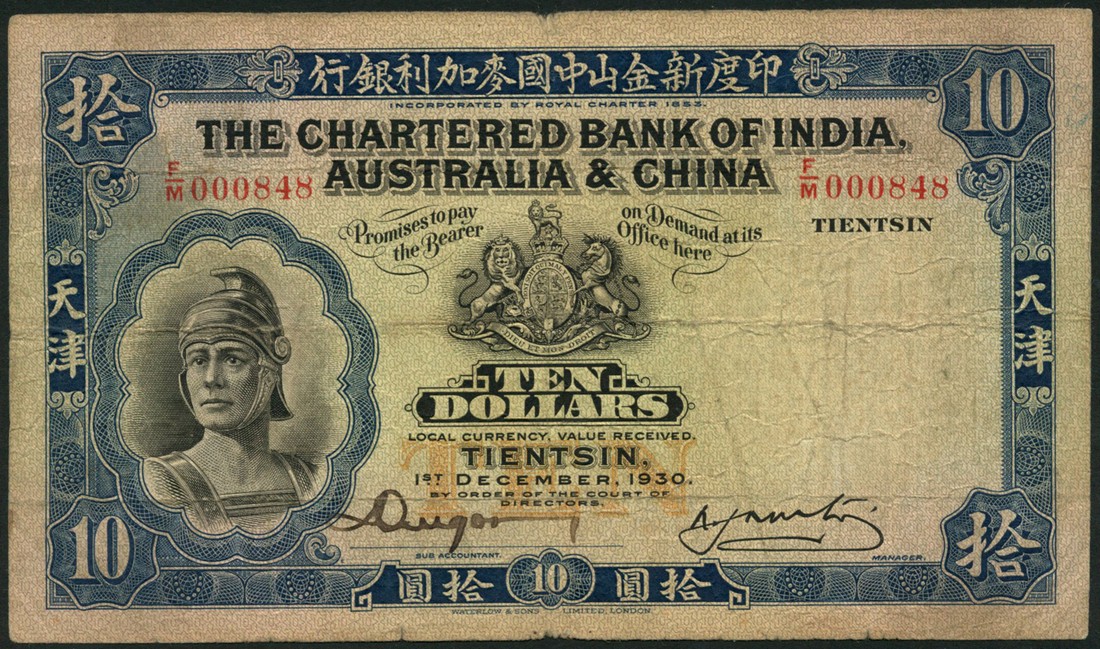 行銀利加麥國中山金新度印
拾
10
INCORPORATED BY ROYAL CHARTER 1853.
THE CHARTERED BANK OF INDIA,
AUSTRALIA & CHINA
F/M 000848
F/M 000848
TIENTSIN
Promises to pay
the Bearer
on Demand at its
Office here
DIEU ET MON DROIT
天津
天津
TEN
DOLLARS
LOCAL CURRENCY, VALUE RECEIVED.
TEN
TIENTSIN,
1ST DECEMBER, 1930.
BY ORDER OF THE COURT OF
DIRECTORS.
SUB ACCOUNTANT.
MANAGER.
10
圓拾
10
圓拾
拾
WATERLOW & SONS LIMITED, LONDON.